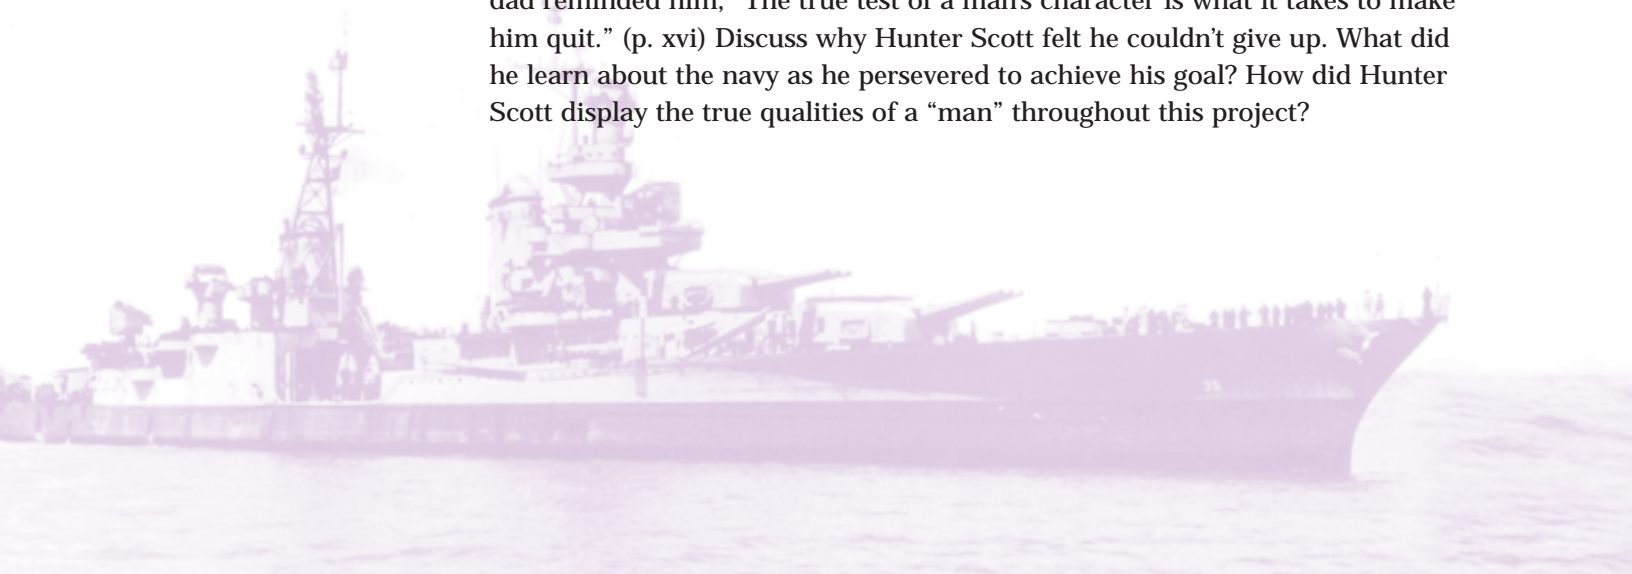 dad reminded him, “The true test of a man’s character is what it takes to make
him quit.” (p. xvi) Discuss why Hunter Scott felt he couldn’t give up. What did
he learn about the navy as he persevered to achieve his goal? How did Hunter
Scott display the true qualities of a “man” throughout this project?
35